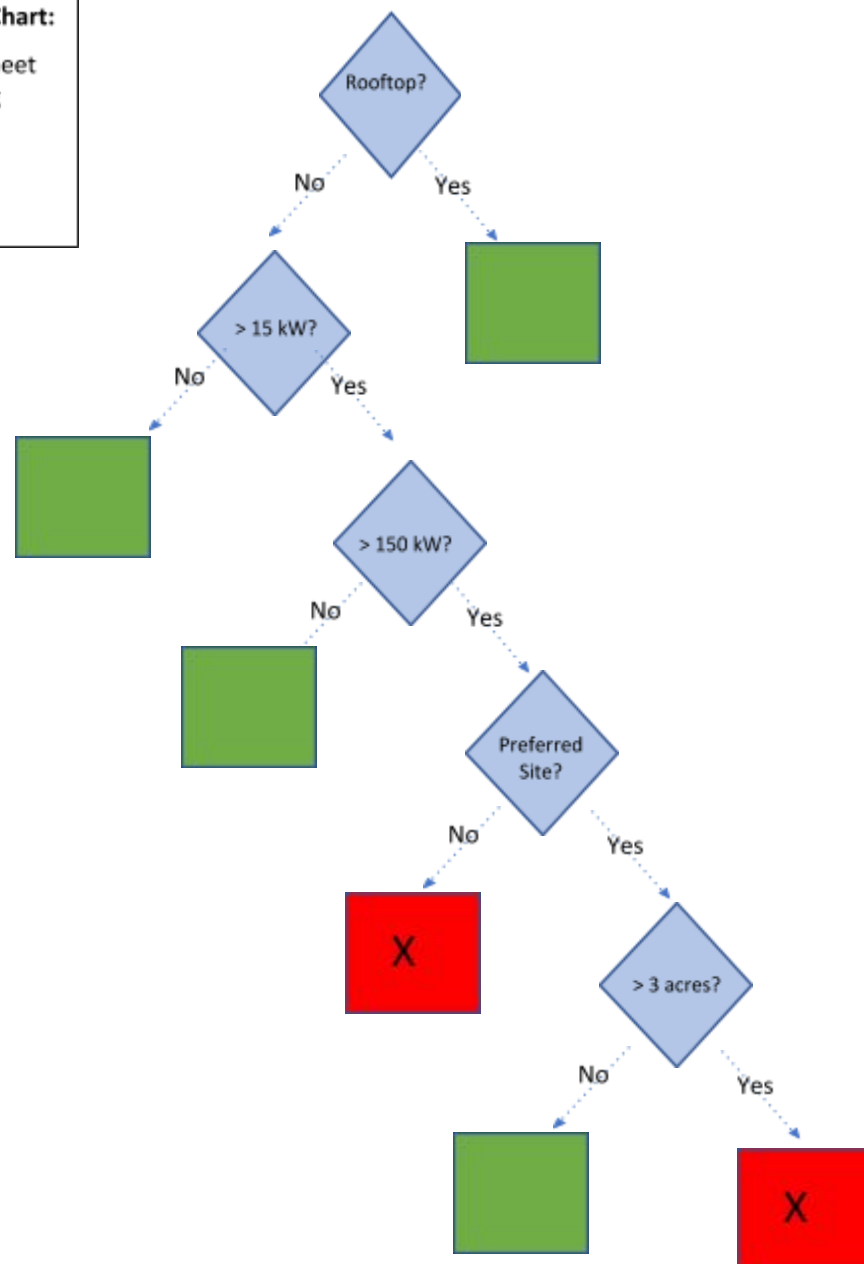 Chart:
eet
Rooftop?
No
Yes
> 15 kW?
No
Yes
> 150 kW?
No
Yes
Preferred
Site?
No
Yes
X
> 3 acres?
No
Yes
X